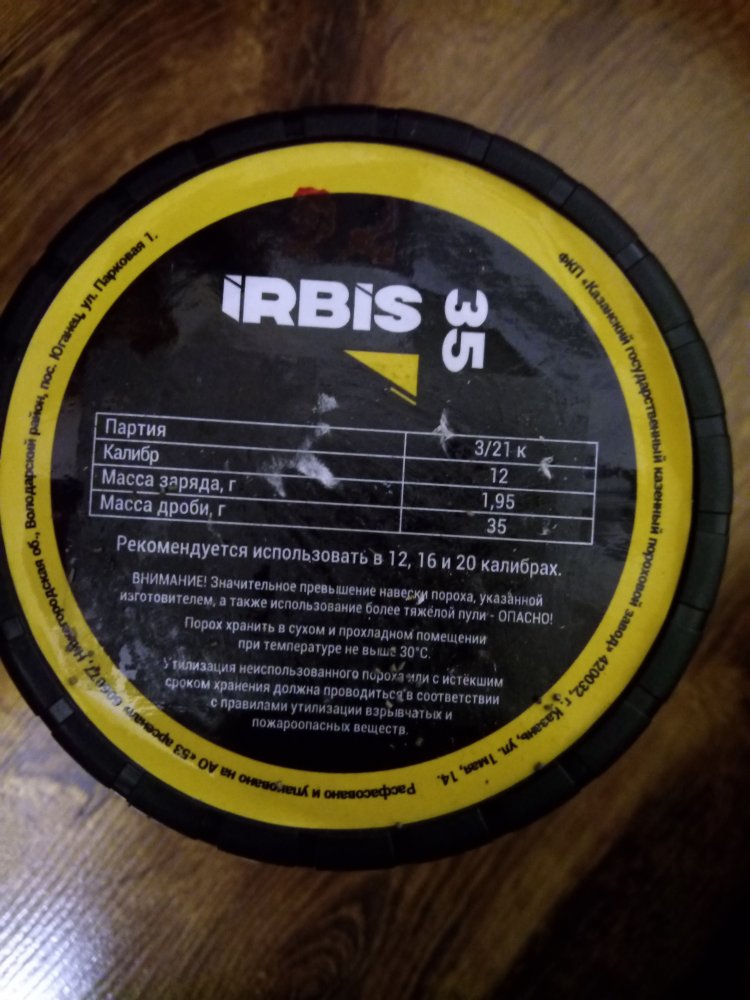 IRBIS 35
Партия 3/21 к
Калибр 12
Масса заряда, г 1,95
Масса дроби, г 35
Рекомендуется использовать в 12, 16 и 20 калибрах.
ВНИМАНИЕ! Значительное превышение навески пороха, указанной
изготовителем, а также использование более тяжёлой пули - ОПАСНО!
Порох хранить в сухом и прохладном помещении
при температуре не выше 30°С.
Утилизация неиспользованного пороха или с истёкшим
сроком хранения должна проводиться в соответствии
с правилами утилизации взрывчатых и
пожароопасных веществ.
ФКП «Казанский государственный казенный пороховой завод» 420032, г. Казань, ул. 1 мая, 14.
Расфасовано и упаковано на АО «53 арсенал» Нижегородская об., Володарский район, пос. Юганец, ул. Парковая 1.